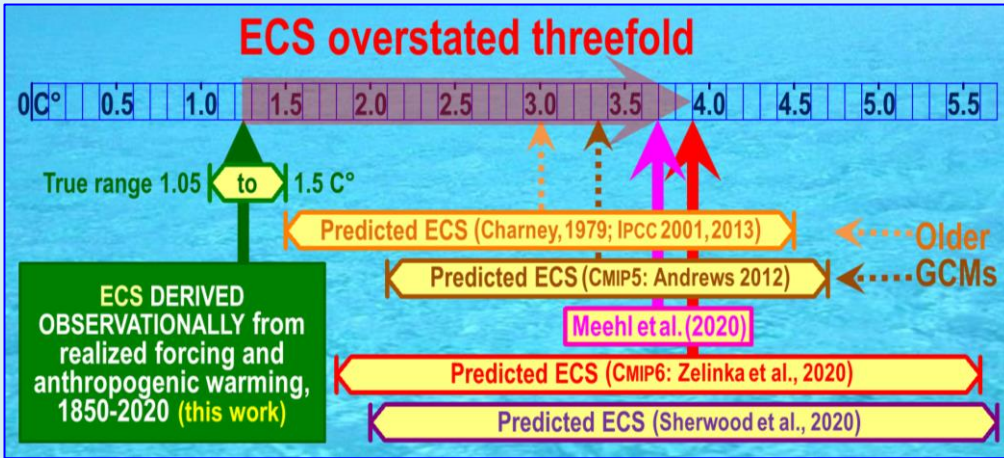 ECS overstated threefold
0C° 0.5 1.0 1.5 2.0 2.5 3.0 3.5 4.0 4.5 5.0 5.5
True range 1.05 to 1.5 C°
Predicted ECS (Charney, 1979; IPCC 2001, 2013)
Older
GCMs
Predicted ECS (CMIP5: Andrews 2012)
ECS DERIVED
OBSERVATIONALLY from
realized forcing and
anthropogenic warming,
1850-2020 (this work)
Meehl et al. (2020)
Predicted ECS (CMIP6: Zelinka et al., 2020)
Predicted ECS (Sherwood et al., 2020)